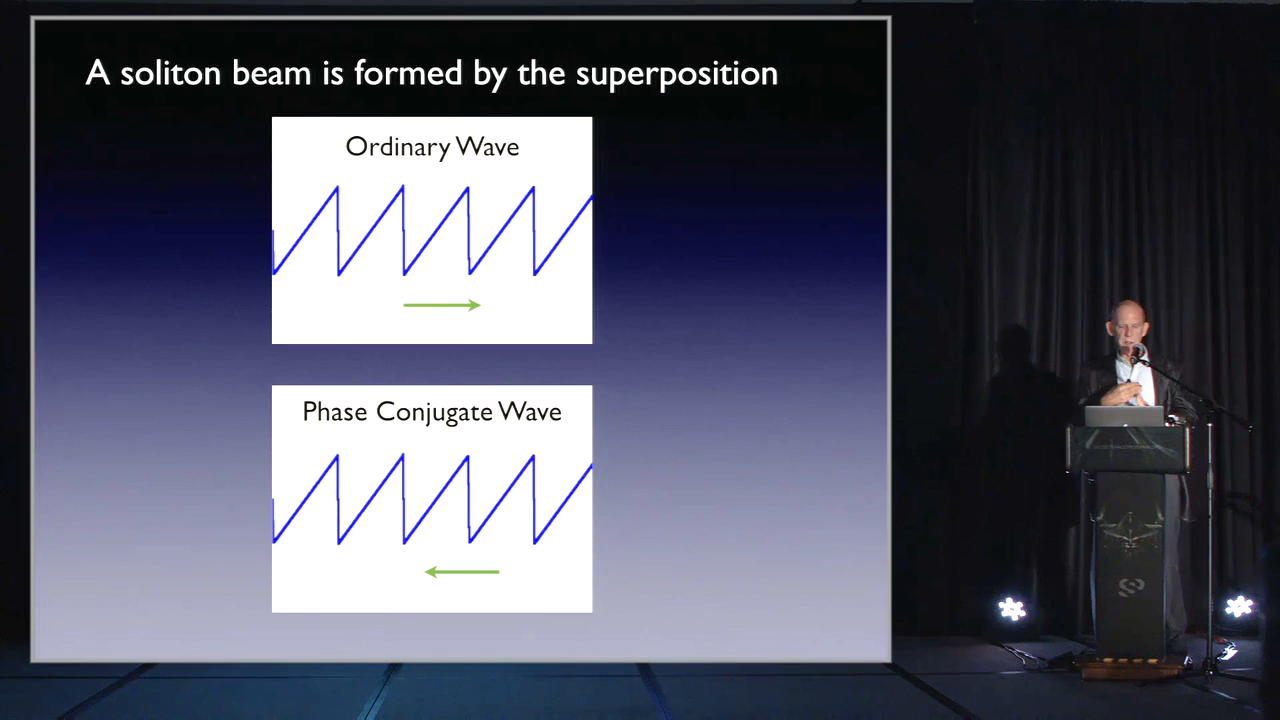 A soliton beam is formed by the superposition
Ordinary Wave
Phase Conjugate Wave